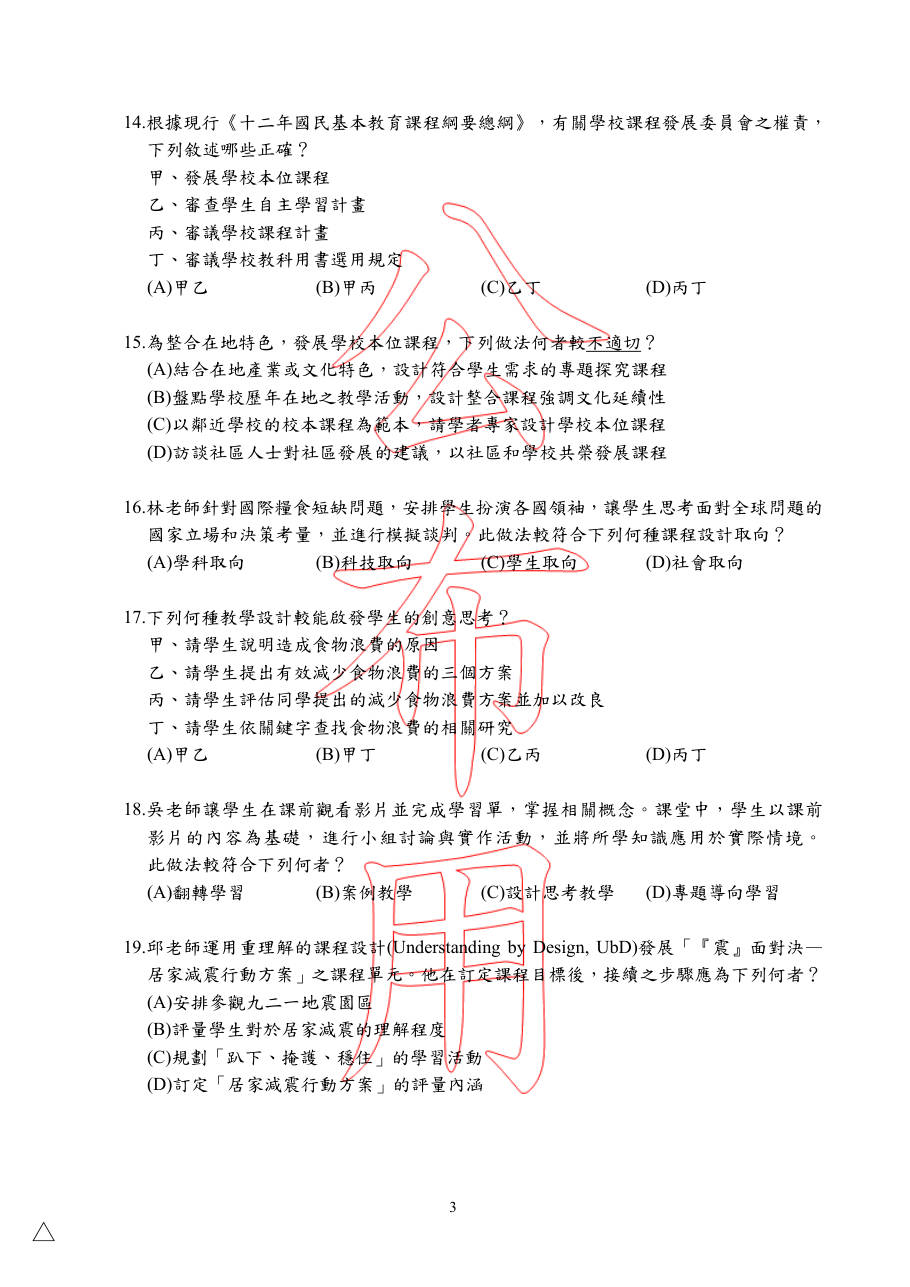 14.根據現行《十二年國民基本教育課程綱要總綱》，有關學校課程發展委員會之權責，
下列敘述哪些正確？
甲、發展學校本位課程
乙、審查學生自主學習計畫
丙、審議學校課程計畫
丁、審議學校教科用書選用規定
(A)甲乙 (B)甲丙 (C)乙丁 (D)丙丁
15.為整合在地特色，發展學校本位課程，下列做法何者較不適切？
(A)結合在地產業或文化特色，設計符合學生需求的專題探究課程
(B)盤點學校歷年在地之教學活動，設計整合課程強調文化延續性
(C)以鄰近學校的校本課程為範本，請學者專家設計學校本位課程
(D)訪談社區人士對社區發展的建議，以社區和學校共榮發展課程
16.林老師針對國際糧食短缺問題，安排學生扮演各國領袖，讓學生思考面對全球問題的
國家立場和決策考量，並進行模擬談判。此做法較符合下列何種課程設計取向？
(A)學科取向 (B)科技取向 (C)學生取向 (D)社會取向
17.下列何種教學設計較能啟發學生的創意思考？
甲、請學生說明造成食物浪費的原因
乙、請學生提出有效減少食物浪費的三個方案
丙、請學生評估同學提出的減少食物浪費方案並加以改良
丁、請學生依關鍵字查找食物浪費的相關研究
(A)甲乙 (B)甲丁 (C)乙丙 (D)丙丁
18.吳老師讓學生在課前觀看影片並完成學習單，掌握相關概念。課堂中，學生以課前
影片的內容為基礎，進行小組討論與實作活動，並將所學知識應用於實際情境。
此做法較符合下列何者？
(A)翻轉學習 (B)案例教學 (C)設計思考教學 (D)專題導向學習
19.邱老師運用重理解的課程設計(Understanding by Design, UbD)發展「『震』面對決—
居家減震行動方案」之課程單元。他在訂定課程目標後，接續之步驟應為下列何者？
(A)安排參觀九二一地震園區
(B)評量學生對於居家減震的理解程度
(C)規劃「趴下、掩護、穩住」的學習活動
(D)訂定「居家減震行動方案」的評量內涵
3
公布用